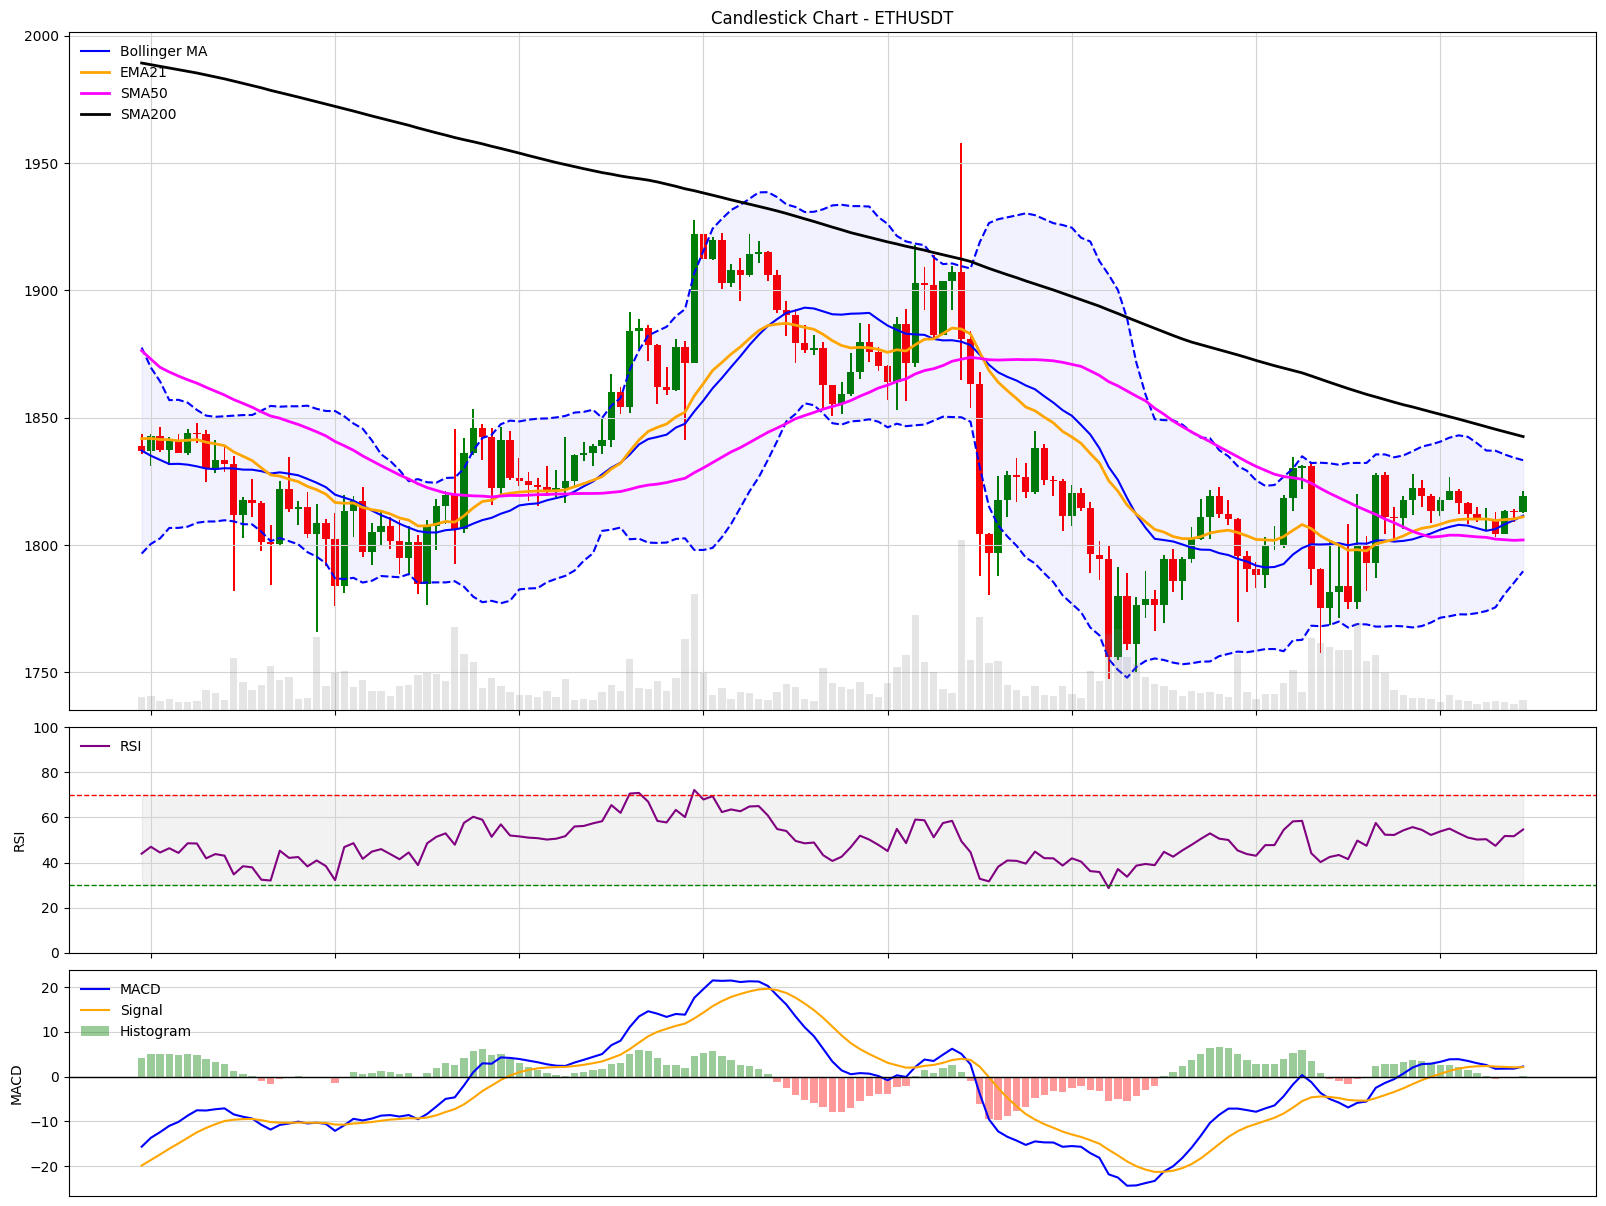 Candlestick Chart - ETHUSDT
2000
1950
1900
1850
1800
1750
Bollinger MA
EMA21
SMA50
SMA200
100
80
60
40
20
0
RSI
RSI
20
10
0
−10
−20
MACD
MACD
Signal
Histogram